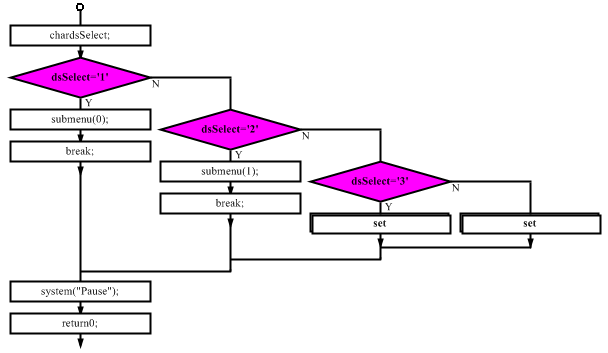 chardsSelect;
dsSelect='1'
N
Y
submenu(0);
dsSelect='2'
N
break;
Y
submenu(1);
dsSelect='3'
N
break;
Y
set
set
system("Pause");
return0;